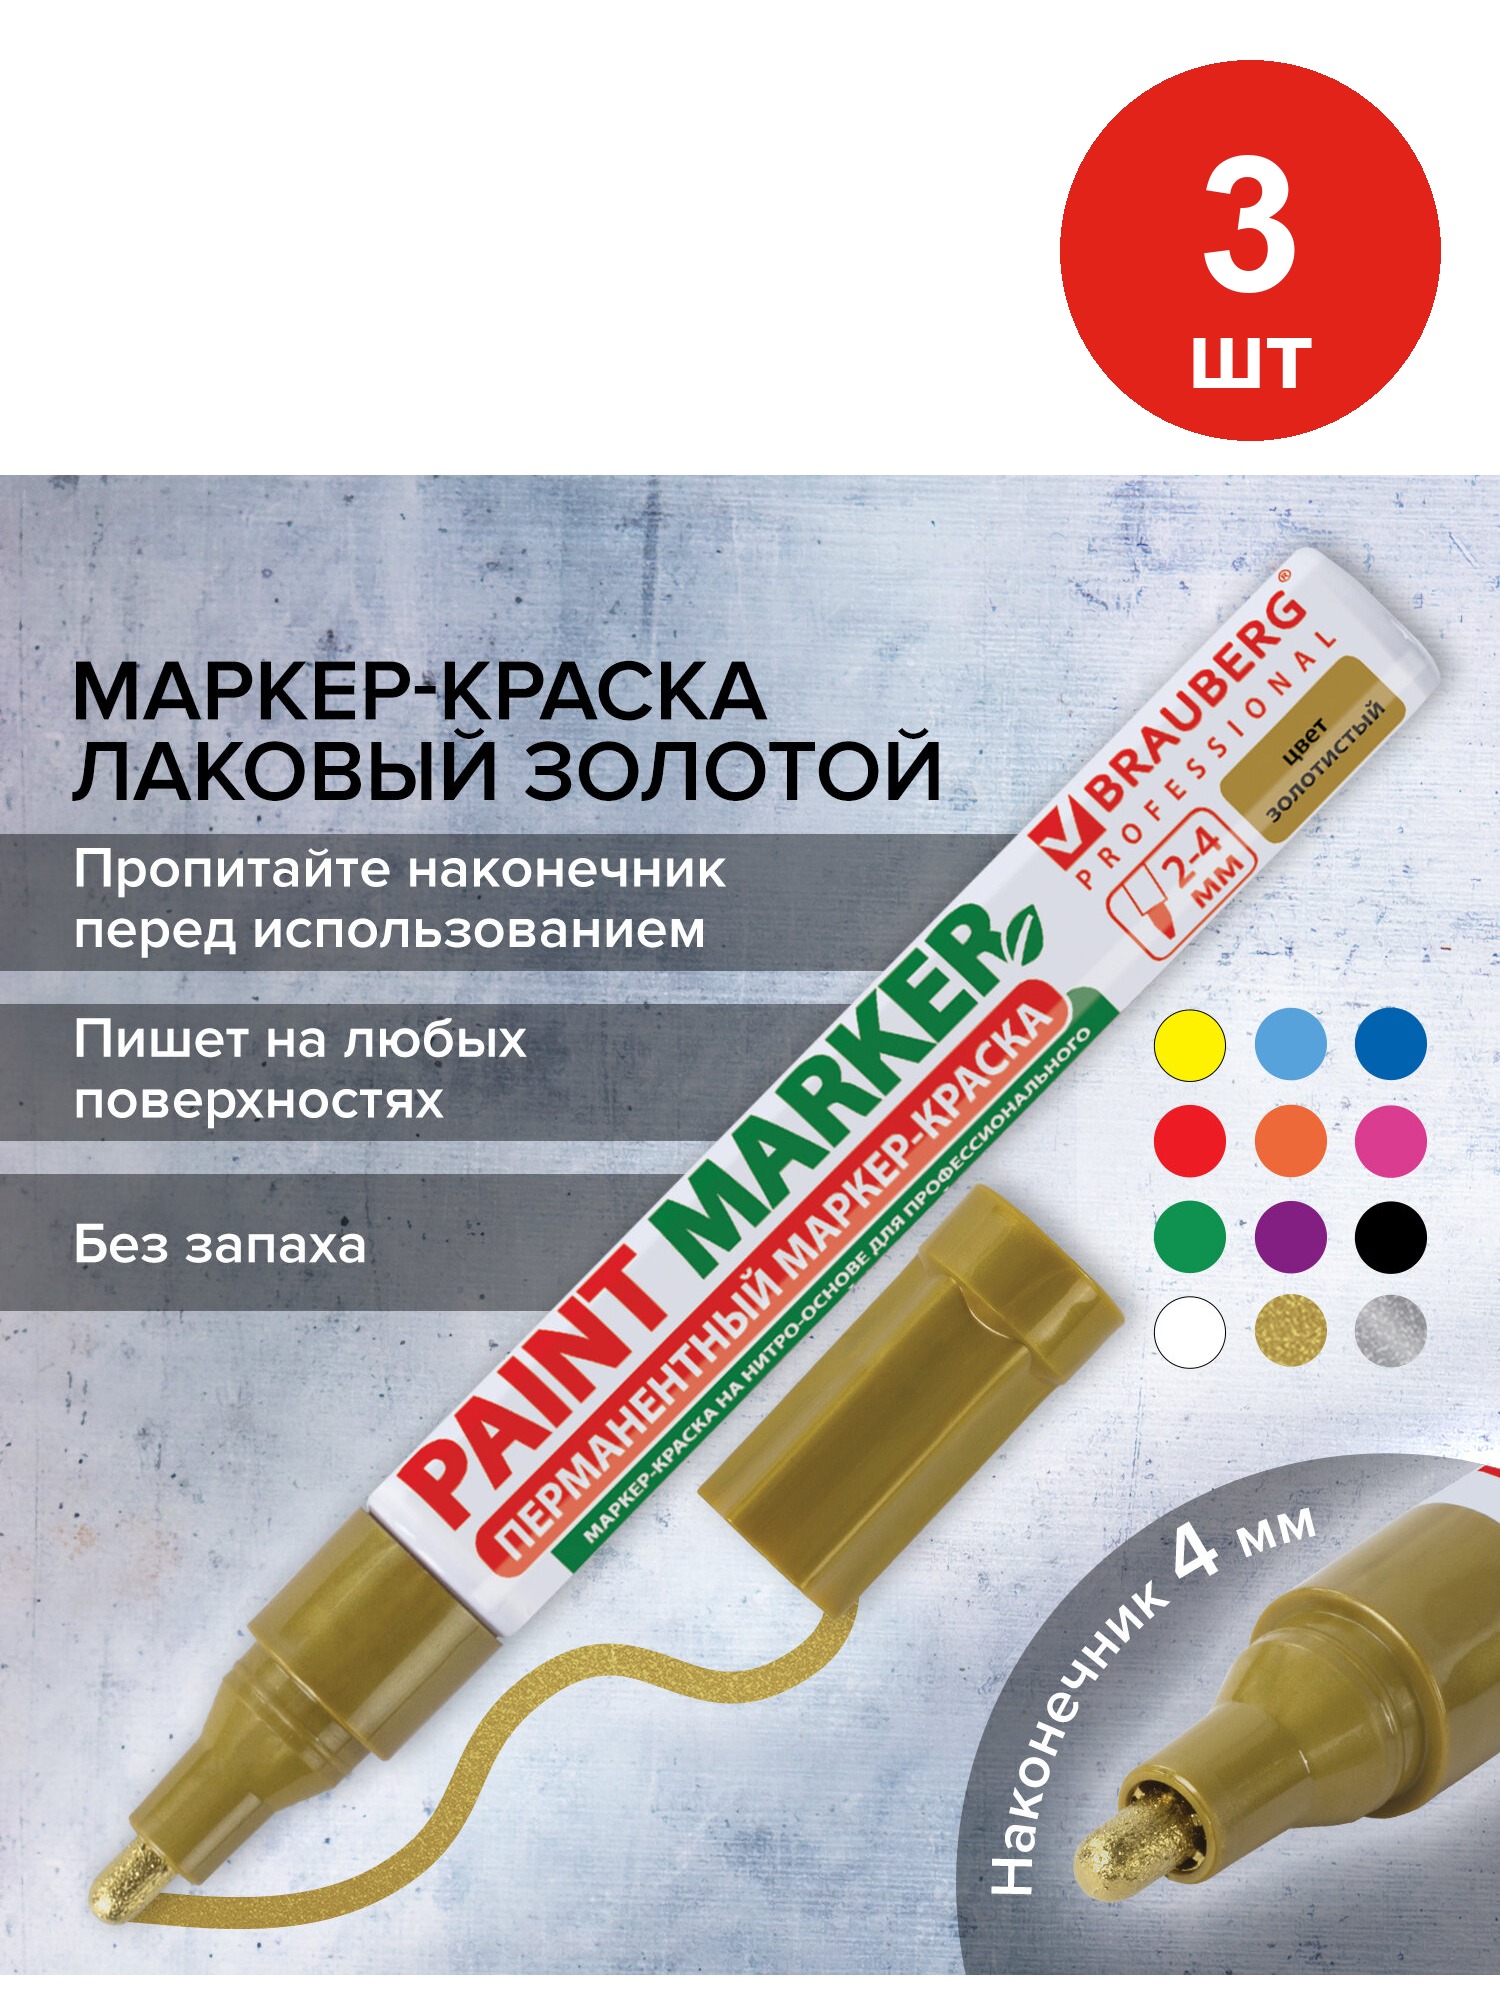 3
шт
МАРКЕР-КРАСКА
ЛАКОВЫЙ ЗОЛОТОЙ
Пропитайте наконечник
перед использованием
Пишет на любых
поверхностях
Без запаха
BRAUBERG®
PROFESSIONAL
цвет
золотистый
2-4
мм
PAINT MARKER
ПЕРМАНЕНТНЫЙ МАРКЕР-КРАСКА
МАРКЕР-КРАСКА НА НИТРО-ОСНОВЕ ДЛЯ ПРОФЕССИОНАЛЬНОГО
Наконечник 4 мм